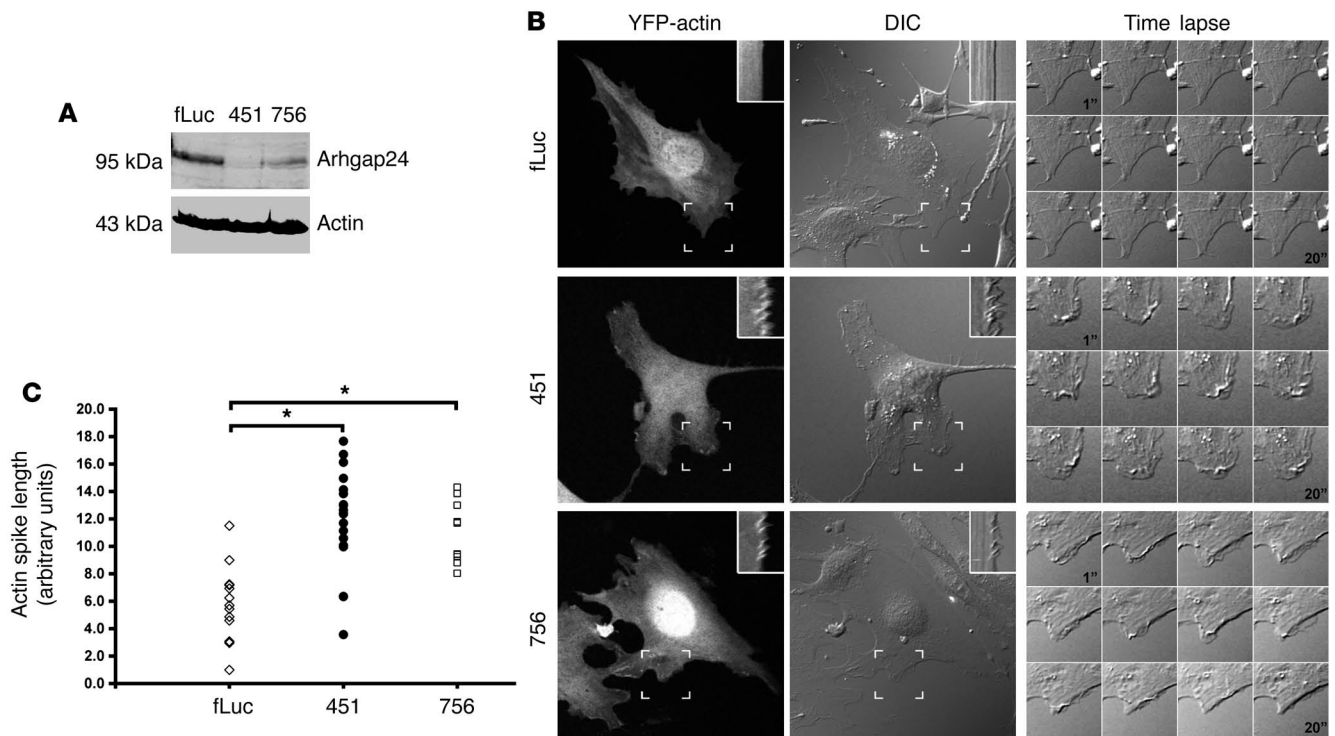 A
fLuc 451 756
95 kDa Arhgap24
43 kDa Actin
B
YFP-actin DIC Time lapse
fLuc
1”
20”
451
1”
20”
756
1”
20”
C
Actin spike length
(arbitrary units)
20.0
18.0
16.0
14.0
12.0
10.0
8.0
6.0
4.0
2.0
0.0
*
*
fLuc 451 756